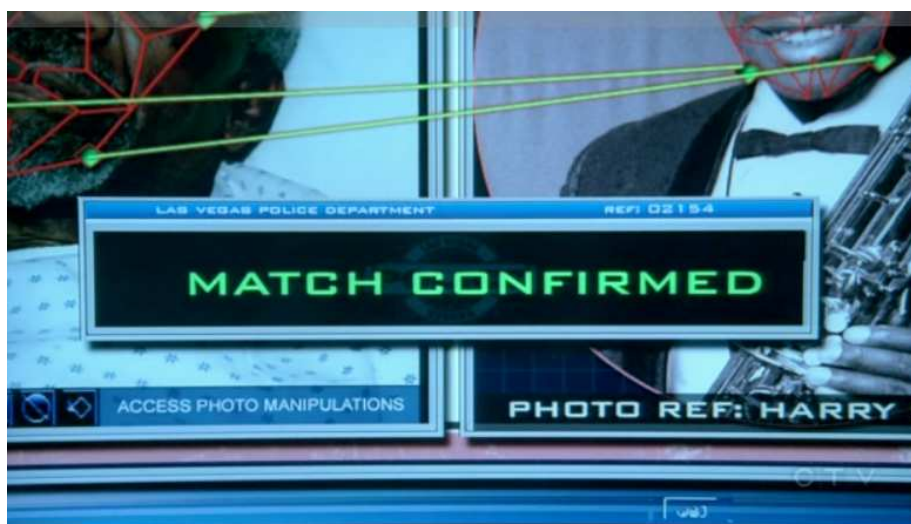 LAS VEGAS POLICE DEPARTMENT REF: 02154
MATCH CONFIRMED
ACCESS PHOTO MANIPULATIONS
PHOTO REF: HARRY
CTV